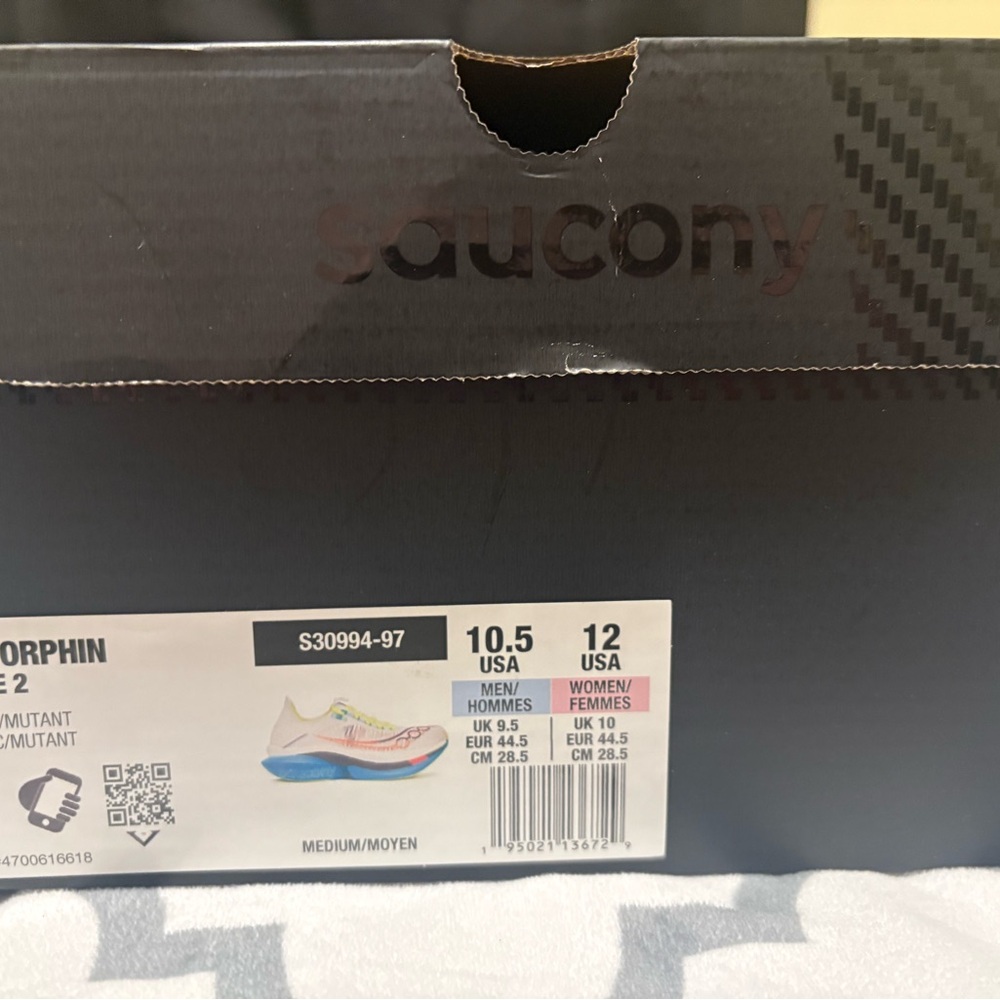 saucony
ORPHIN
E 2
/MUTANT
C/MUTANT
4700616618
S30994-97
MEDIUM/MOYEN
10.5
USA
MEN/
HOMMES
UK 9.5
EUR 44.5
CM 28.5
12
USA
WOMEN/
FEMMES
UK 10
EUR 44.5
CM 28.5
1 95021 13672 9